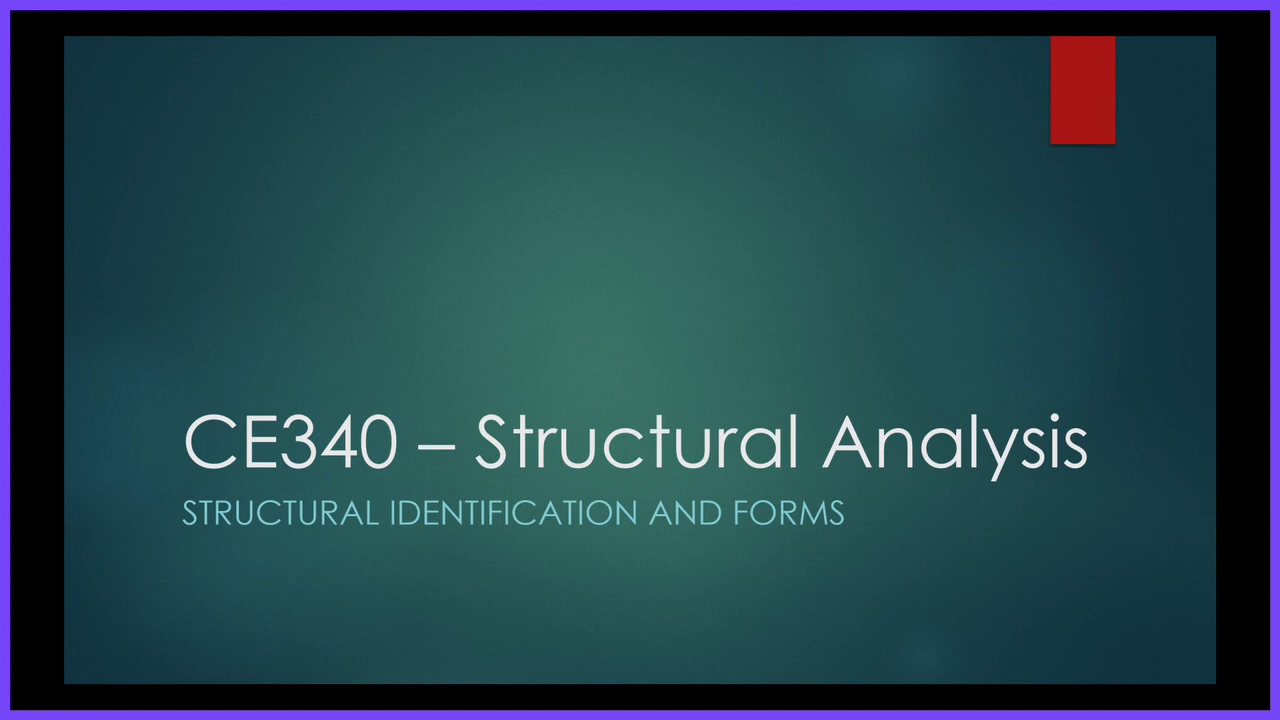 CE340 – Structural Analysis
STRUCTURAL IDENTIFICATION AND FORMS